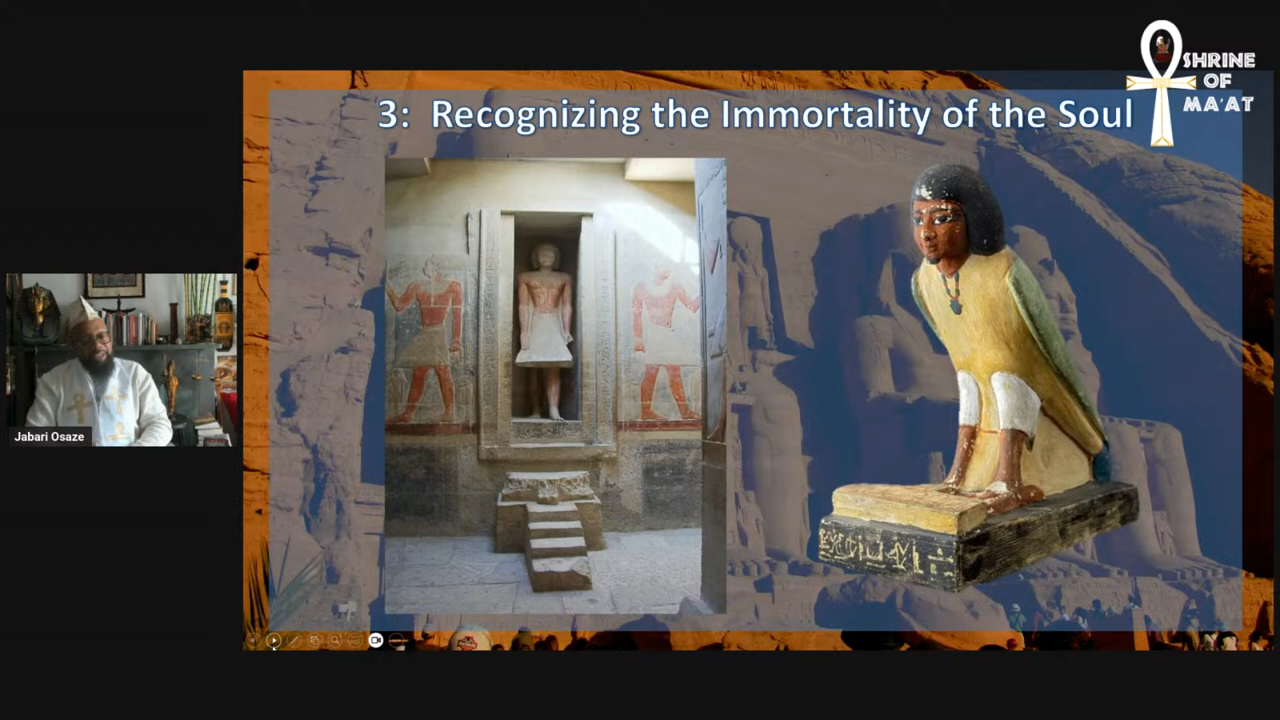 3: Recognizing the Immortality of the Soul
SHRINE
OF
MA'AT
Jabari Osaze